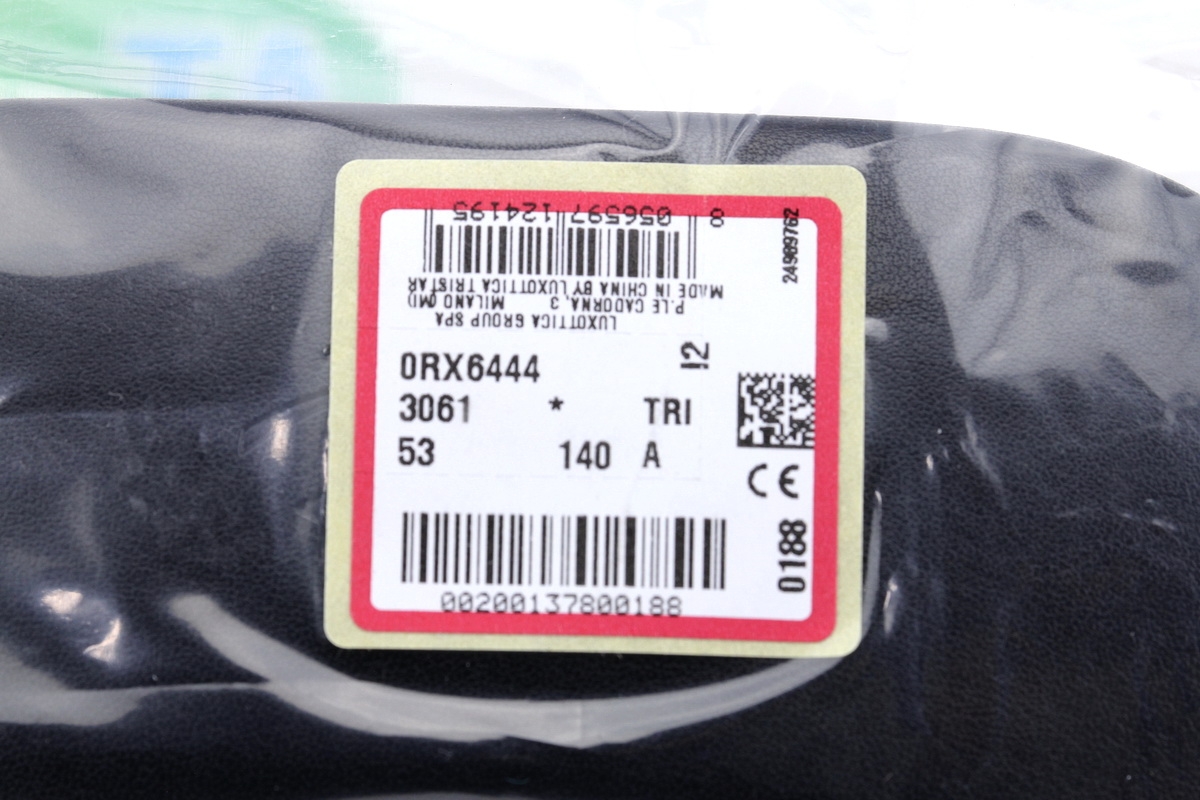 8 056597 124195
MADE IN CHINA BY LUXOTTICA TRISTAR
P.LE CADORNA, 3 MILANO (MI)
LUXOTTICA GROUP SPA
24989762
0RX6444
I2
3061 * TRI
53 140 A
CE
0188
00200137800188